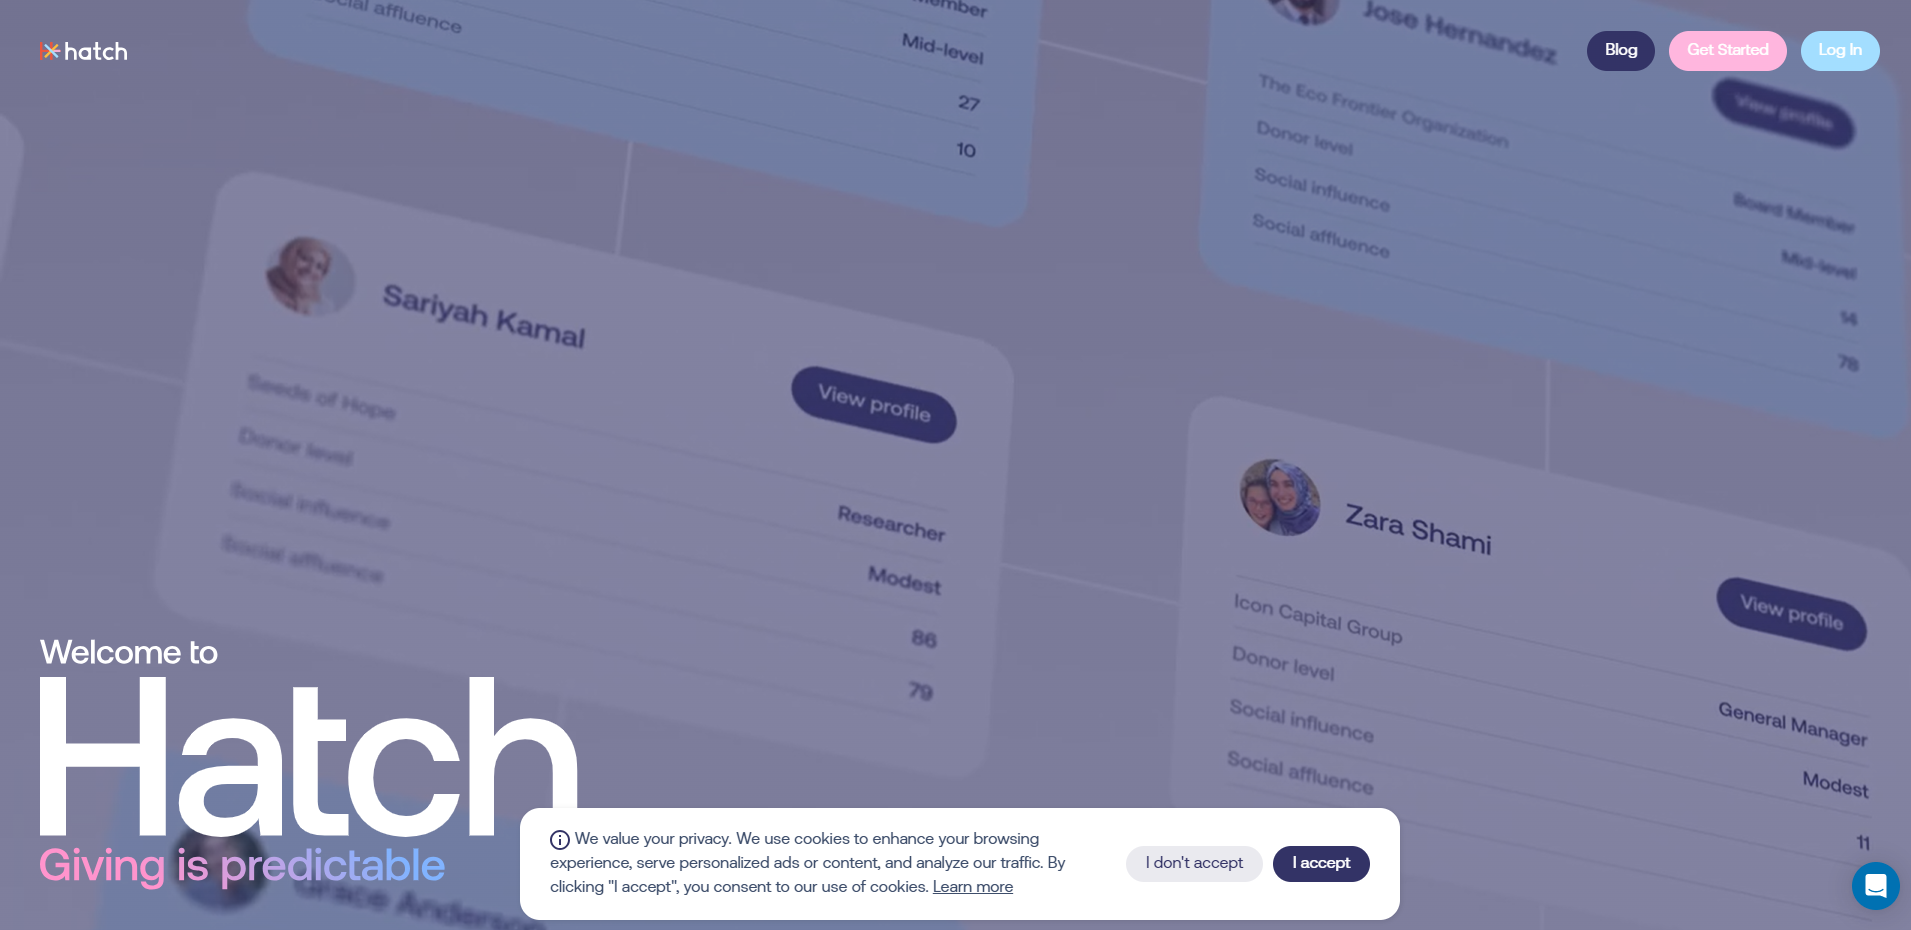 hatch
Blog
Get Started
Log In
Member
Social affluence
Mid-level
27
10
Jose Hernandez
View profile
The Eco Frontier Organization
Donor level
Board Member
Social influence
Mid-level
Social affluence
14
78
Sariyah Kamal
View profile
Seeds of Hope
Donor level
Researcher
Social influence
Modest
Social affluence
86
79
Zara Shami
View profile
Icon Capital Group
Donor level
General Manager
Social influence
Modest
Social affluence
11
Welcome to
Hatch
Giving is predictable
Grace Anderson
We value your privacy. We use cookies to enhance your browsing
experience, serve personalized ads or content, and analyze our traffic. By
clicking "I accept", you consent to our use of cookies. Learn more
I don't accept
I accept